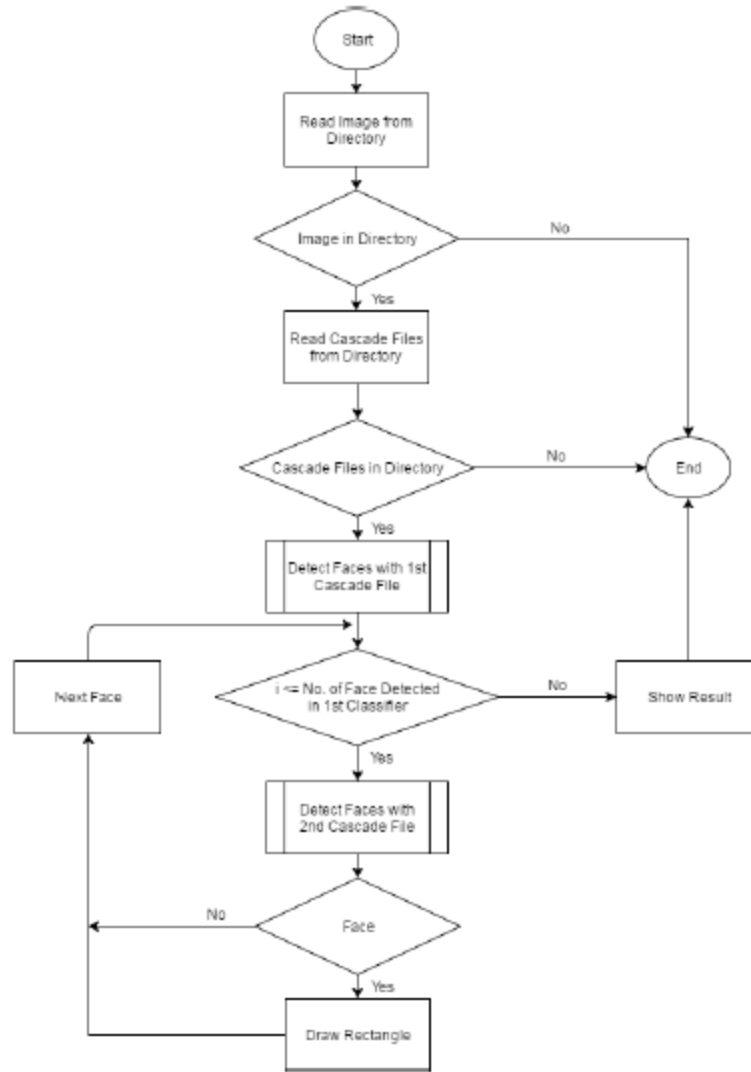 Start
Read Image from
Directory
Image in Directory
No
Yes
Read Cascade Files
from Directory
Cascade Files in Directory
No
End
Yes
Detect Faces with 1st
Cascade File
Next Face
i <= No. of Face Detected
in 1st Classifier
No
Show Result
Yes
Detect Faces with
2nd Cascade File
No
Face
Yes
Draw Rectangle